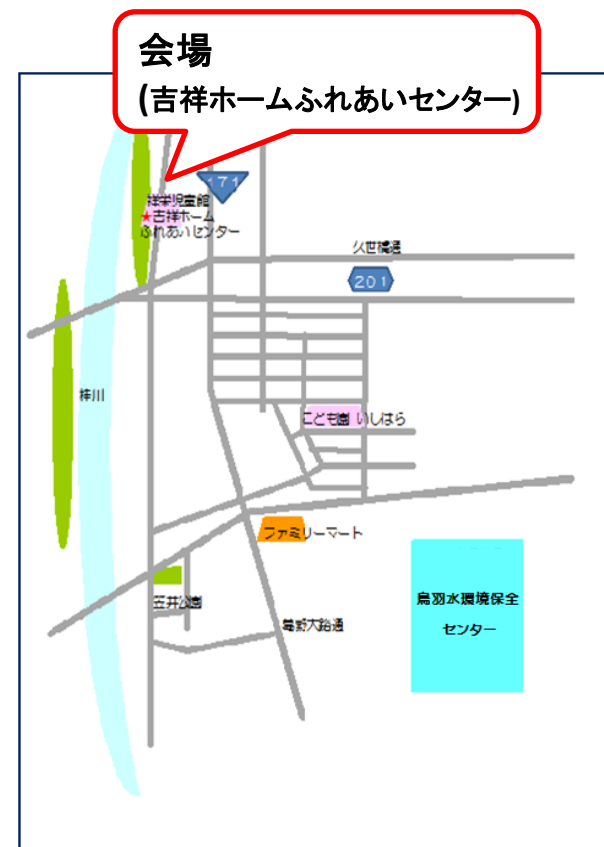 会場
(吉祥ホームふれあいセンター)
171
祥栄児童館
★吉祥ホーム
ふれあいセンター
久世橋通
201
桂川
こども園 いしはら
ファミリーマート
笠井公園
葛野大路通
鳥羽水環境保全
センター